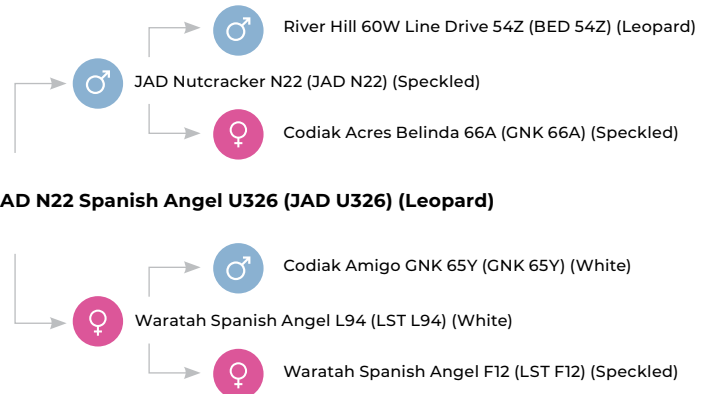 River Hill 60W Line Drive 54Z (BED 54Z) (Leopard)
JAD Nutcracker N22 (JAD N22) (Speckled)
Codiak Acres Belinda 66A (GNK 66A) (Speckled)
AD N22 Spanish Angel U326 (JAD U326) (Leopard)
Codiak Amigo GNK 65Y (GNK 65Y) (White)
Waratah Spanish Angel L94 (LST L94) (White)
Waratah Spanish Angel F12 (LST F12) (Speckled)